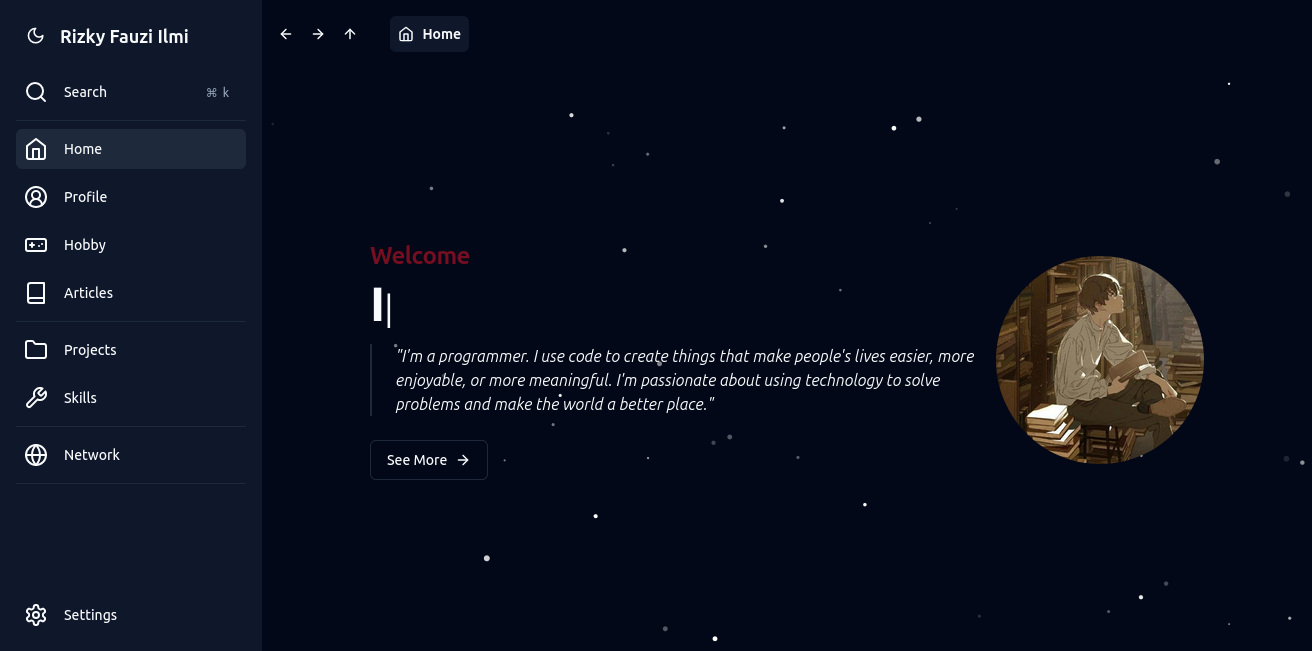 Rizky Fauzi Ilmi
Search ⌘ k
Home
Profile
Hobby
Articles
Projects
Skills
Network
Settings
Home
Welcome
I|
"I'm a programmer. I use code to create things that make people's lives easier, more
enjoyable, or more meaningful. I'm passionate about using technology to solve
problems and make the world a better place."
See More